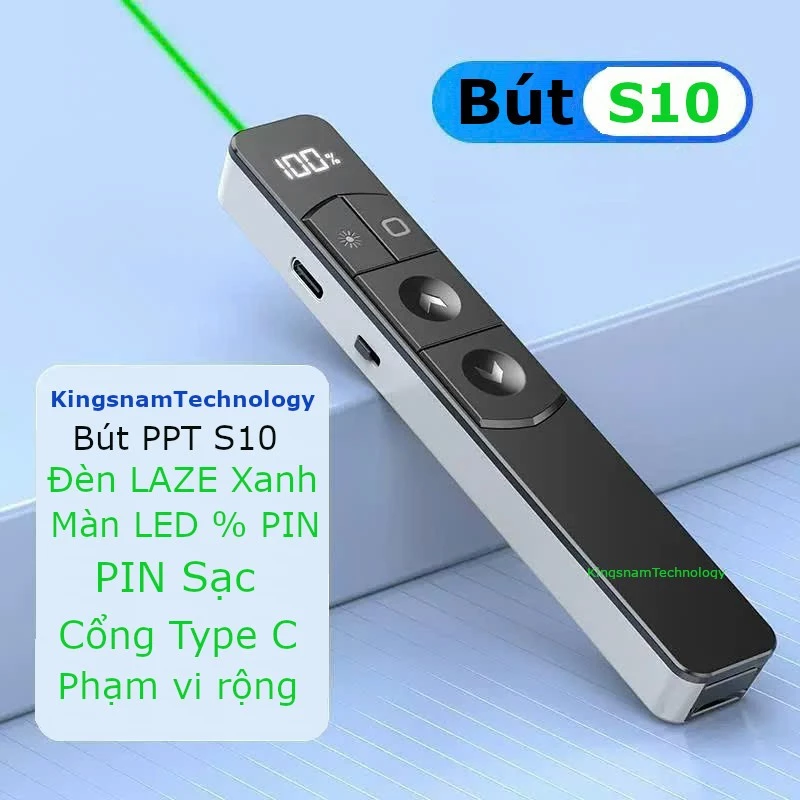 Bút S10
100%
KingsnamTechnology
Bút PPT S10
Đèn LAZE Xanh
Màn LED % PIN
PIN Sạc
Cổng Type C
Phạm vi rộng
KingsnamTechnology